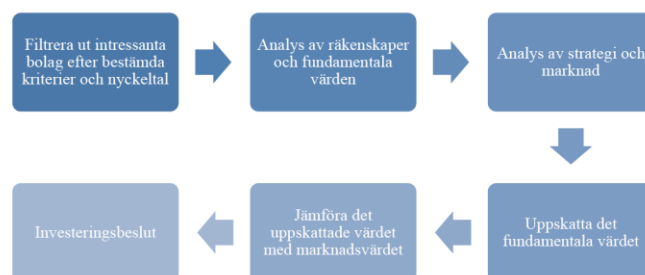 Filtrera ut intressanta
bolag efter bestämda
kriterier och nyckeltal
Analys av räkenskaper
och fundamentala
värden
Analys av strategi och
marknad
Uppskatta det
fundamentala värdet
Jämföra det
uppskattade värdet
med marknadsvärdet
Investeringsbeslut